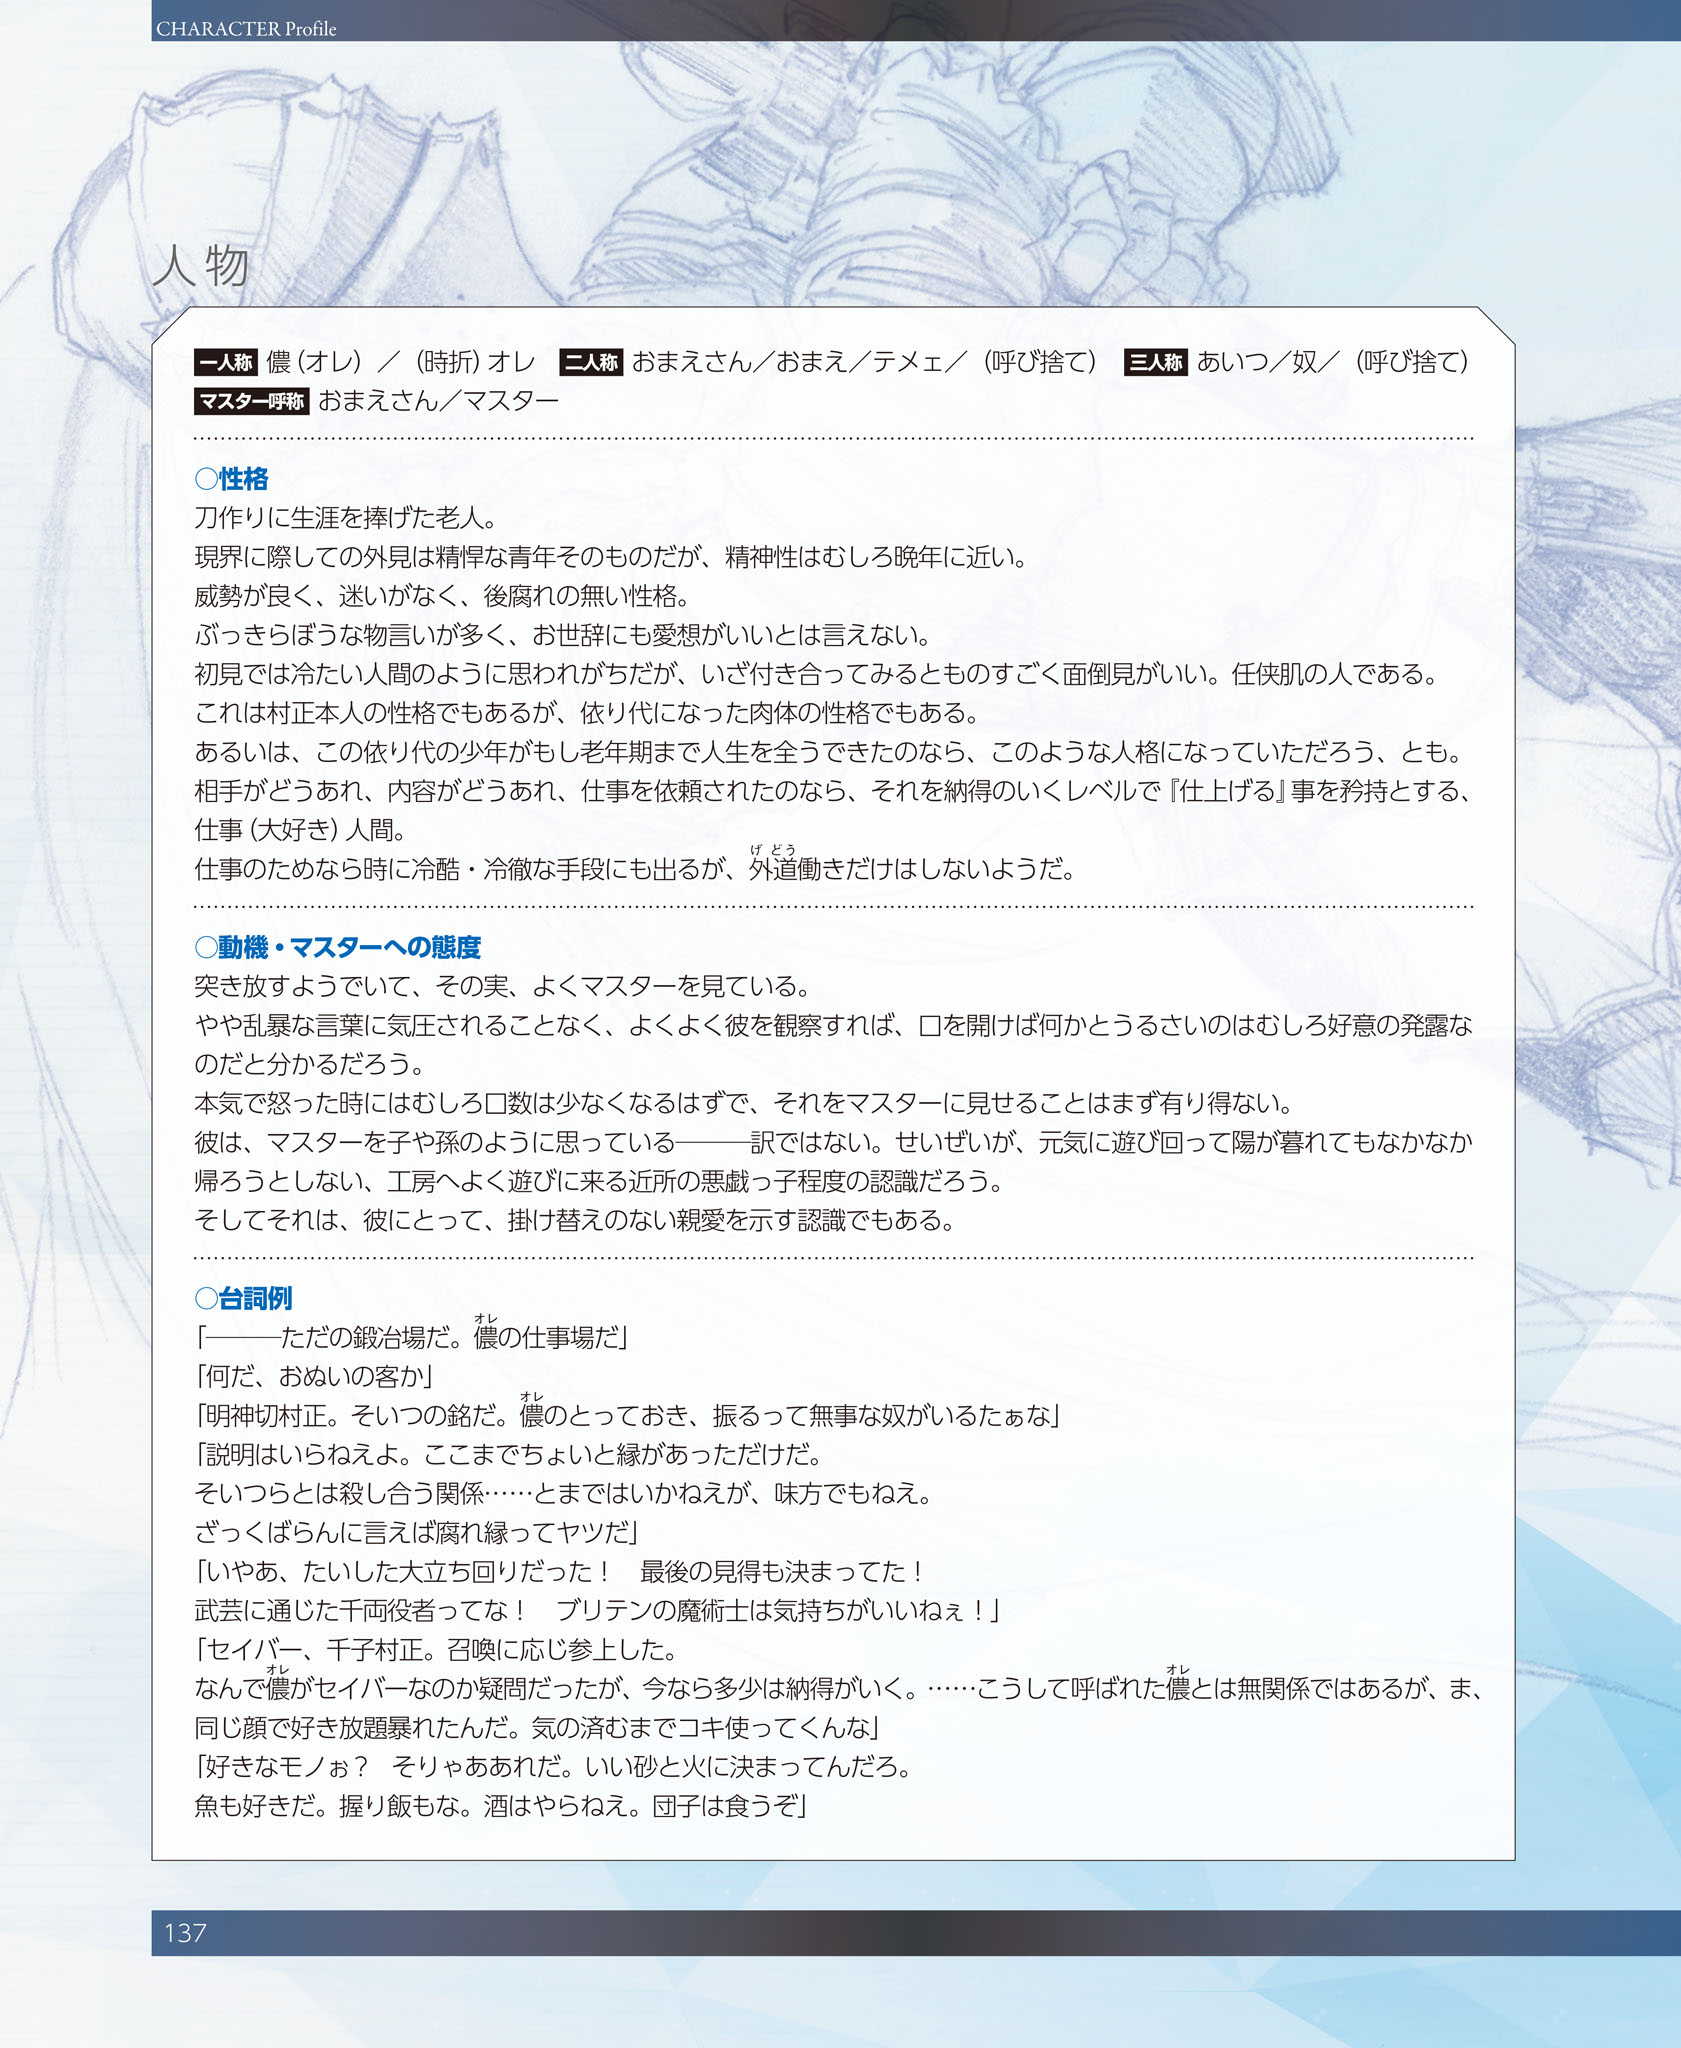 CHARACTER Profile
人物
一人称 儂（オレ）／（時折）オレ 二人称 おまえさん／おまえ／テメェ／（呼び捨て） 三人称 あいつ／奴／（呼び捨て）
マスター呼称 おまえさん／マスター
○性格
刀作りに生涯を捧げた老人。
現界に際しての外見は精悍な青年そのものだが、精神性はむしろ晩年に近い。
威勢が良く、迷いがなく、後腐れの無い性格。
ぶっきらぼうな物言いが多く、お世辞にも愛想がいいとは言えない。
初見では冷たい人間のように思われがちだが、いざ付き合ってみるとものすごく面倒見がいい。任侠肌の人である。
これは村正本人の性格でもあるが、依り代になった肉体の性格でもある。
あるいは、この依り代の少年がもし老年期まで人生を全うできたのなら、このような人格になっていただろう、とも。
相手がどうあれ、内容がどうあれ、仕事を依頼されたのなら、それを納得のいくレベルで『仕上げる』事を矜持とする、
仕事（大好き）人間。
げどう
仕事のためなら時に冷酷・冷徹な手段にも出るが、外道働きだけはしないようだ。
○動機・マスターへの態度
突き放すようでいて、その実、よくマスターを見ている。
やや乱暴な言葉に気圧されることなく、よくよく彼を観察すれば、口を開けば何かとうるさいのはむしろ好意の発露な
のだと分かるだろう。
本気で怒った時にはむしろ口数は少なくなるはずで、それをマスターに見せることはまず有り得ない。
彼は、マスターを子や孫のように思っている―――訳ではない。せいぜいが、元気に遊び回って陽が暮れてもなかなか
帰ろうとしない、工房へよく遊びに来る近所の悪戯っ子程度の認識だろう。
そしてそれは、彼にとって、掛け替えのない親愛を示す認識でもある。
○台詞例
オレ
「―――ただの鍛冶場だ。儂の仕事場だ」
「何だ、おぬいの客か」
オレ
「明神切村正。そいつの銘だ。儂のとっておき、振るって無事な奴がいるたぁな」
「説明はいらねえよ。ここまでちょいと縁があっただけだ。
そいつらとは殺し合う関係……とまではいかねえが、味方でもねえ。
ざっくばらんに言えば腐れ縁ってヤツだ」
「いやあ、たいした大立ち回りだった！　最後の見得も決まってた！
武芸に通じた千両役者ってな！　ブリテンの魔術士は気持ちがいいねぇ！」
「セイバー、千子村正。召喚に応じ参上した。
オレ オレ
なんで儂がセイバーなのか疑問だったが、今なら多少は納得がいく。……こうして呼ばれた儂とは無関係ではあるが、ま、
同じ顔で好き放題暴れたんだ。気の済むまでコキ使ってくんな」
「好きなモノぉ？　そりゃああれだ。いい砂と火に決まってんだろ。
魚も好きだ。握り飯もな。酒はやらねえ。団子は食うぞ」
137